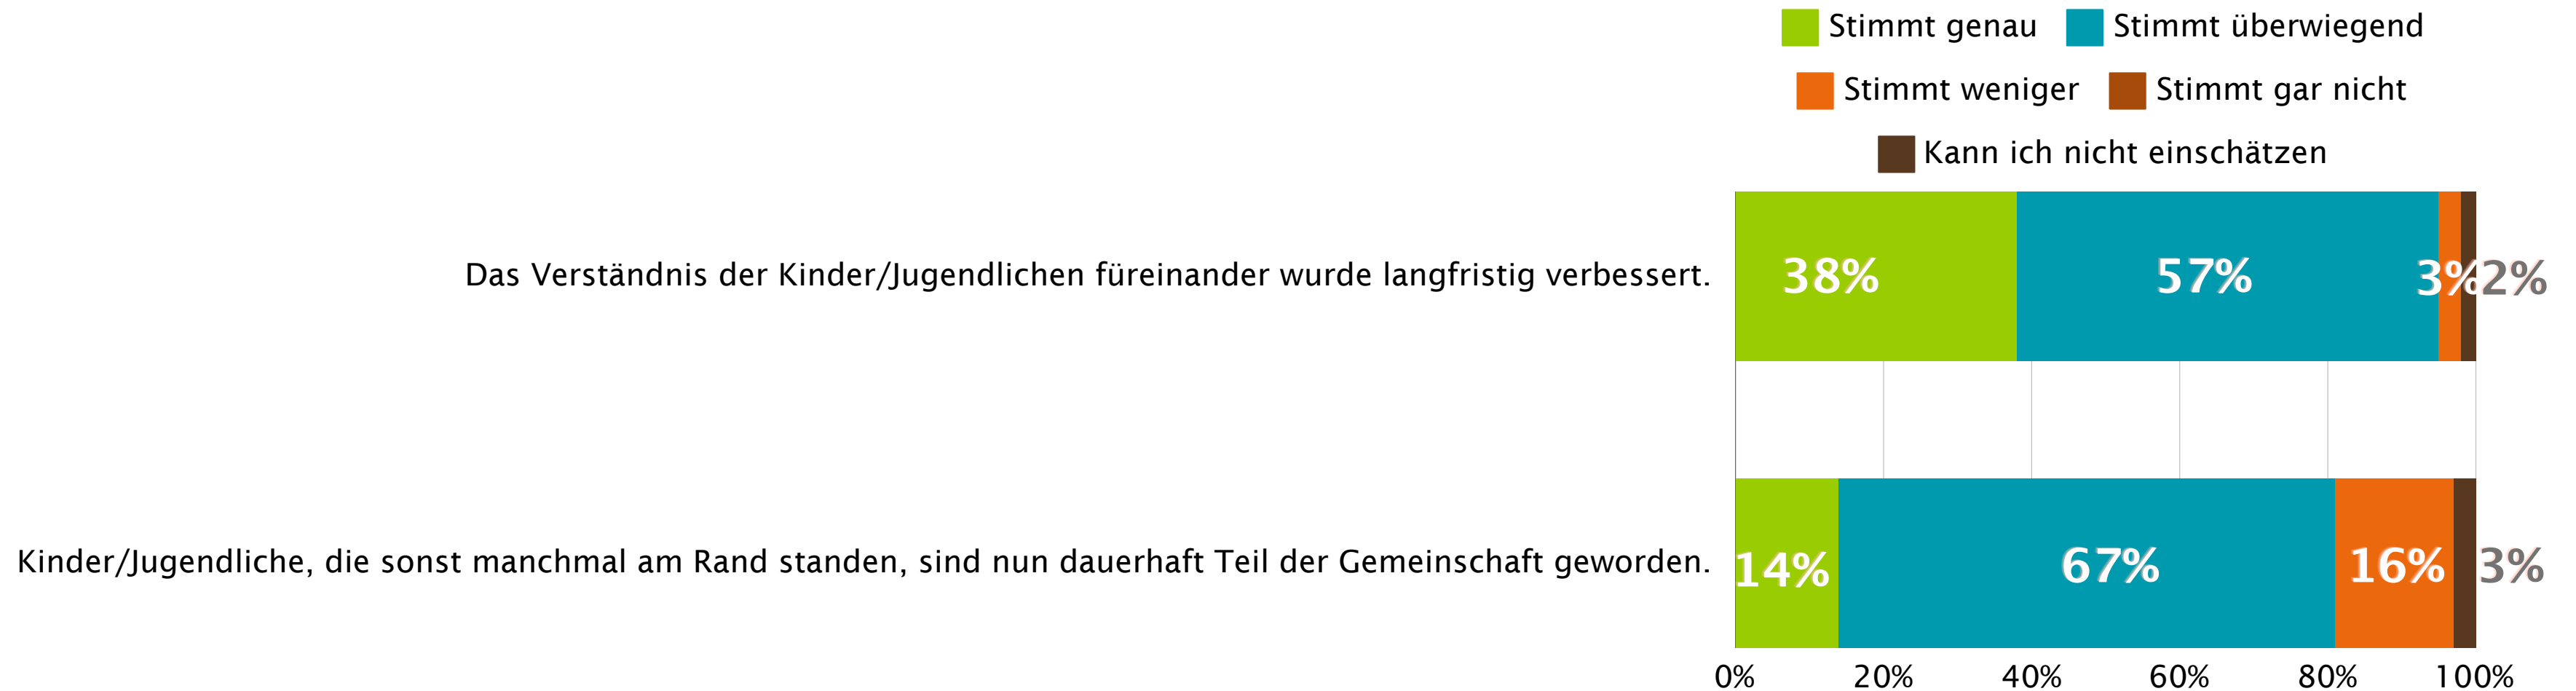 Stimmt genau Stimmt überwiegend
Stimmt weniger Stimmt gar nicht
Kann ich nicht einschätzen
Das Verständnis der Kinder/Jugendlichen füreinander wurde langfristig verbessert. 38% 57% 3% 2%
Kinder/Jugendliche, die sonst manchmal am Rand standen, sind nun dauerhaft Teil der Gemeinschaft geworden. 14% 67% 16% 3%
0% 20% 40% 60% 80% 100%